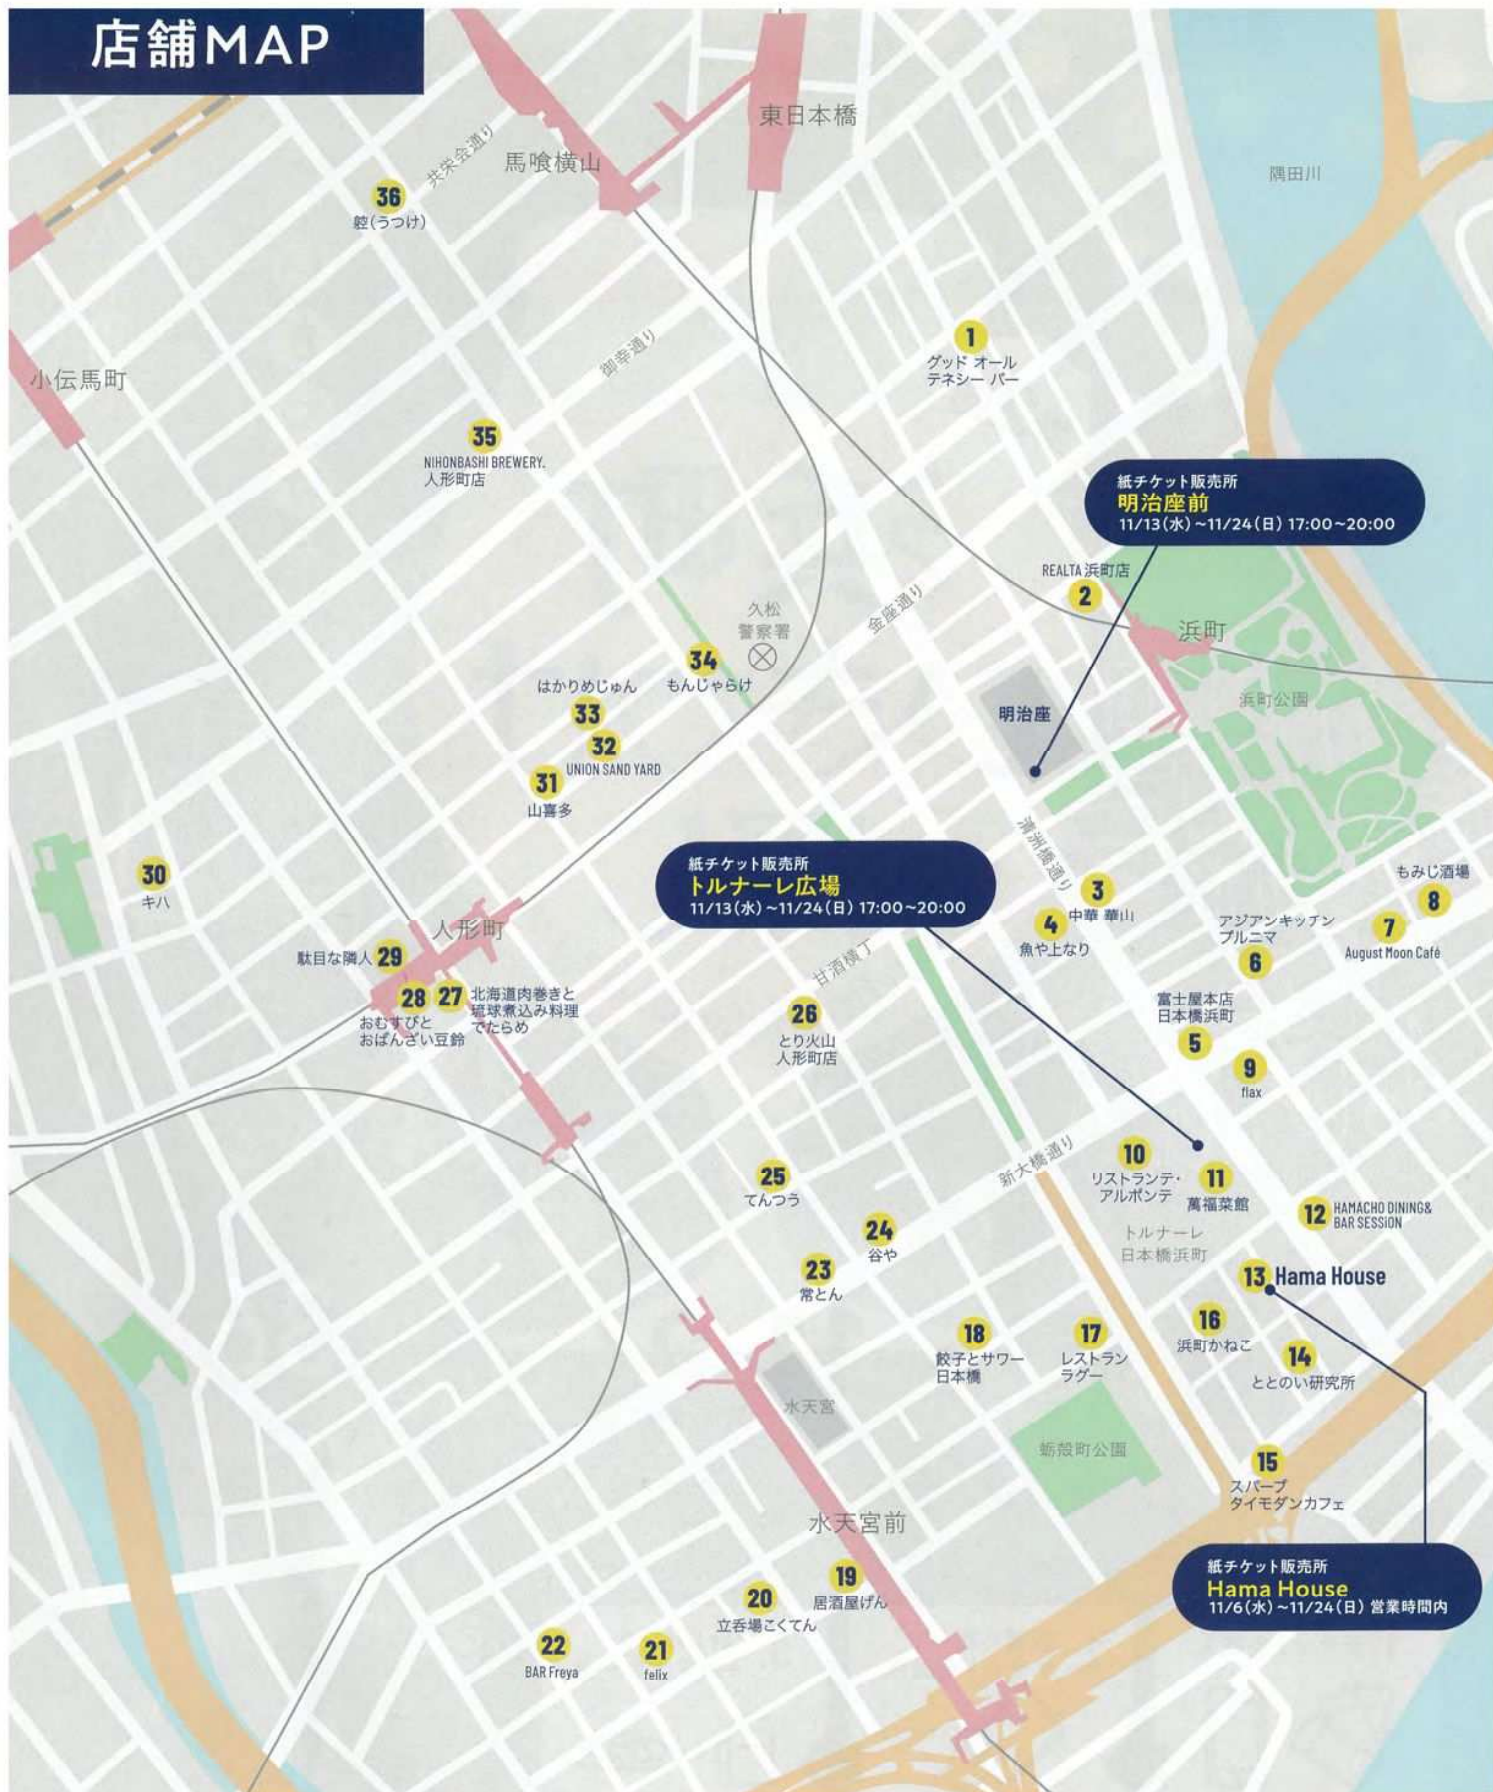 店舗MAP
東日本橋
馬喰横山
共栄会通り
隅田川
36
躻(うつけ)
1
グッド オール
テネシー バー
御幸通り
小伝馬町
35
NIHONBASHI BREWERY.
人形町店
紙チケット販売所
明治座前
11/13(水)~11/24(日) 17:00~20:00
REALTA 浜町店
2
金座通り
浜町
久松
警察署
34
もんじゃらけ
はかりめじゅん
33
32
UNION SAND YARD
31
山喜多
明治座
浜町公園
清洲橋通り
紙チケット販売所
トルナーレ広場
11/13(水)~11/24(日) 17:00~20:00
30
キハ
3
中華 華山
4
魚や上なり
もみじ酒場
8
7
August Moon Café
アジアンキッチン
プルニマ
6
人形町
甘酒横丁
駄目な隣人
29
28
おむすびと
おばんざい豆鈴
27
北海道肉巻きと
琉球煮込み料理
でたらめ
26
とり火山
人形町店
富士屋本店
日本橋浜町
5
9
flax
新大橋通り
10
リストランテ・
アルポンテ
11
萬福菜館
25
てんつう
12
HAMACHO DINING&
BAR SESSION
24
谷や
トルナーレ
日本橋浜町
23
常とん
13
Hama House
16
浜町かねこ
18
餃子とサワー
日本橋
17
レストラン
ラグー
14
ととのい研究所
水天宮
蛎殻町公園
15
スパーブ
タイモダンカフェ
水天宮前
19
居酒屋げん
20
立呑場こくてん
紙チケット販売所
Hama House
11/6(水)~11/24(日) 営業時間内
22
BAR Freya
21
felix